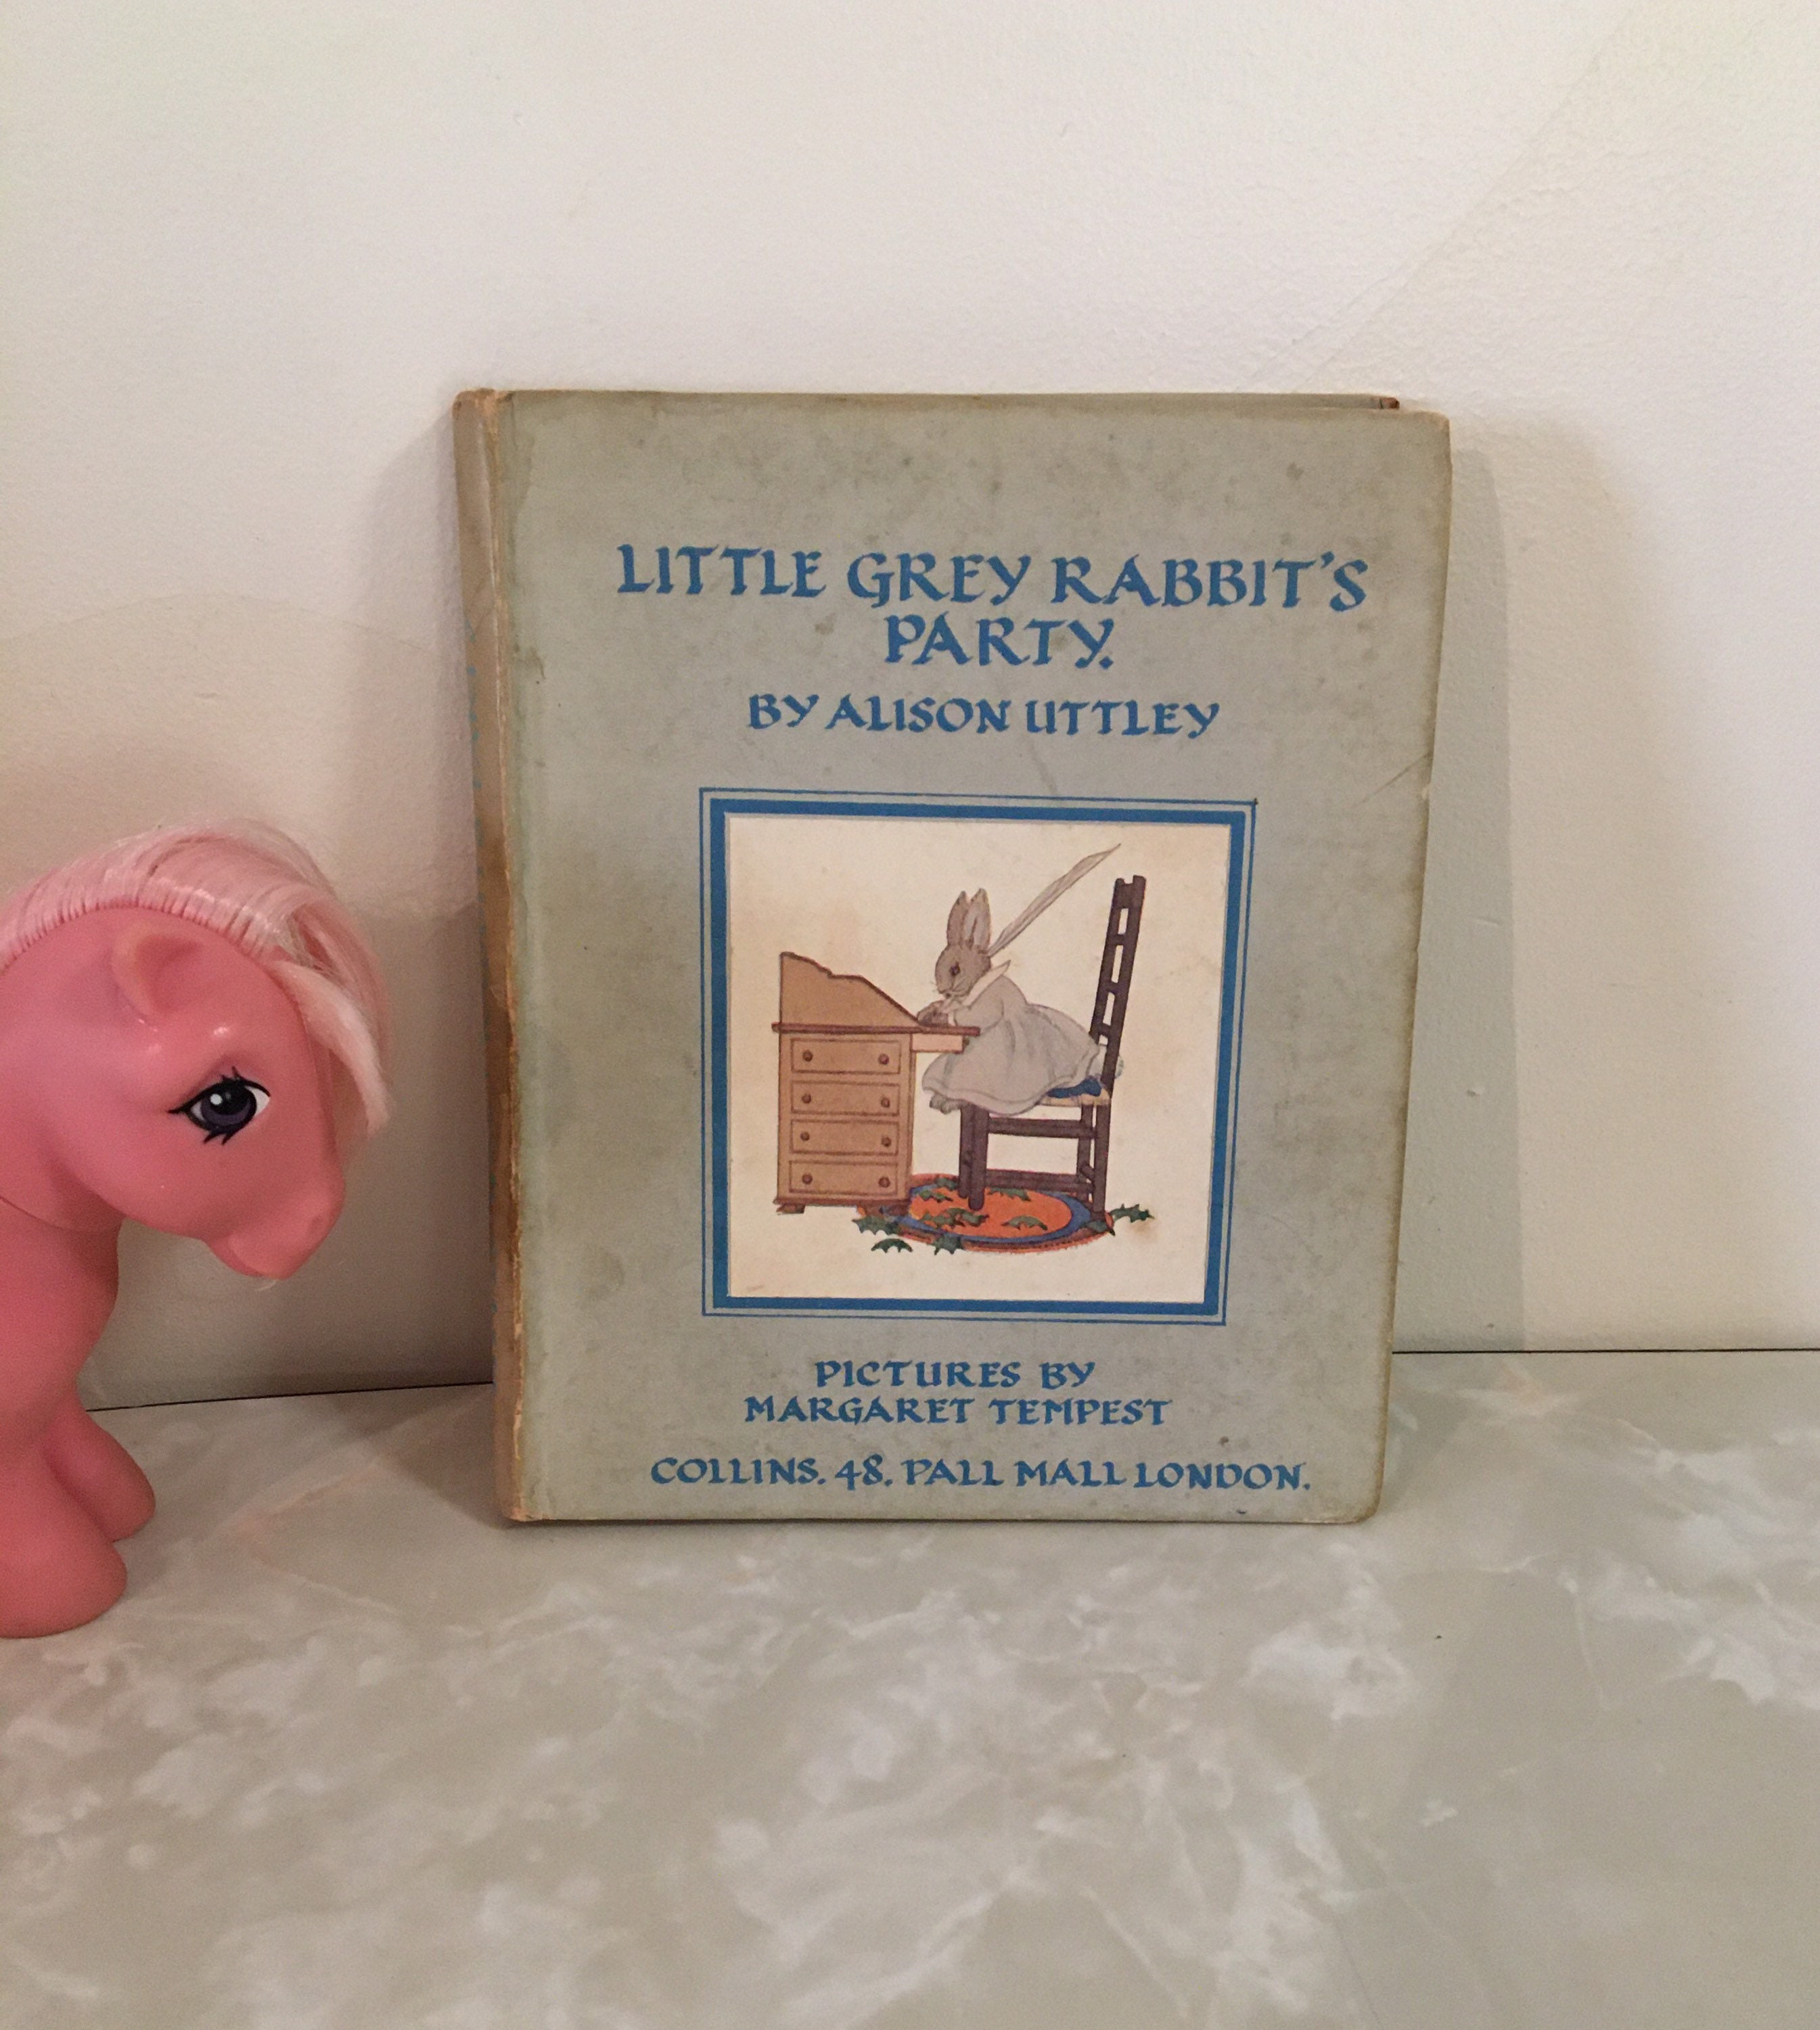 LITTLE GREY RABBIT'S
PARTY.
BY ALISON UTTLEY
PICTURES BY
MARGARET TEMPEST
COLLINS. 48. PALL MALL LONDON.